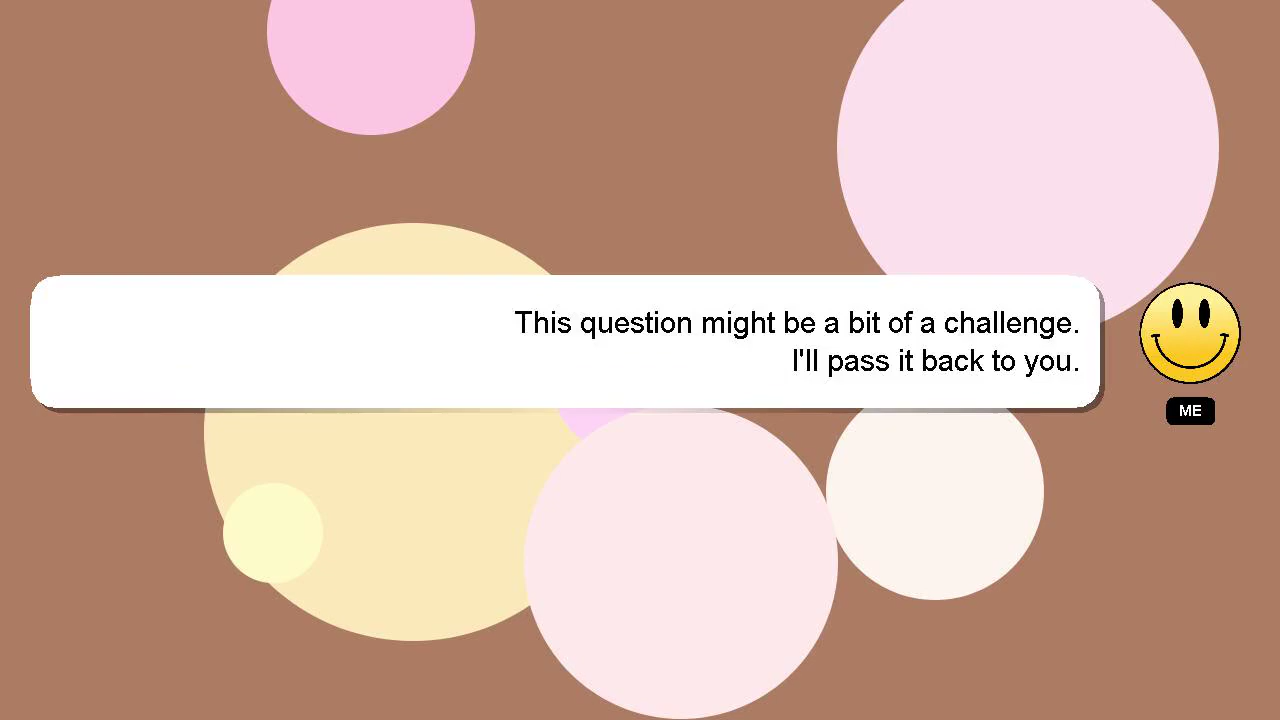 This question might be a bit of a challenge.
I'll pass it back to you.
ME